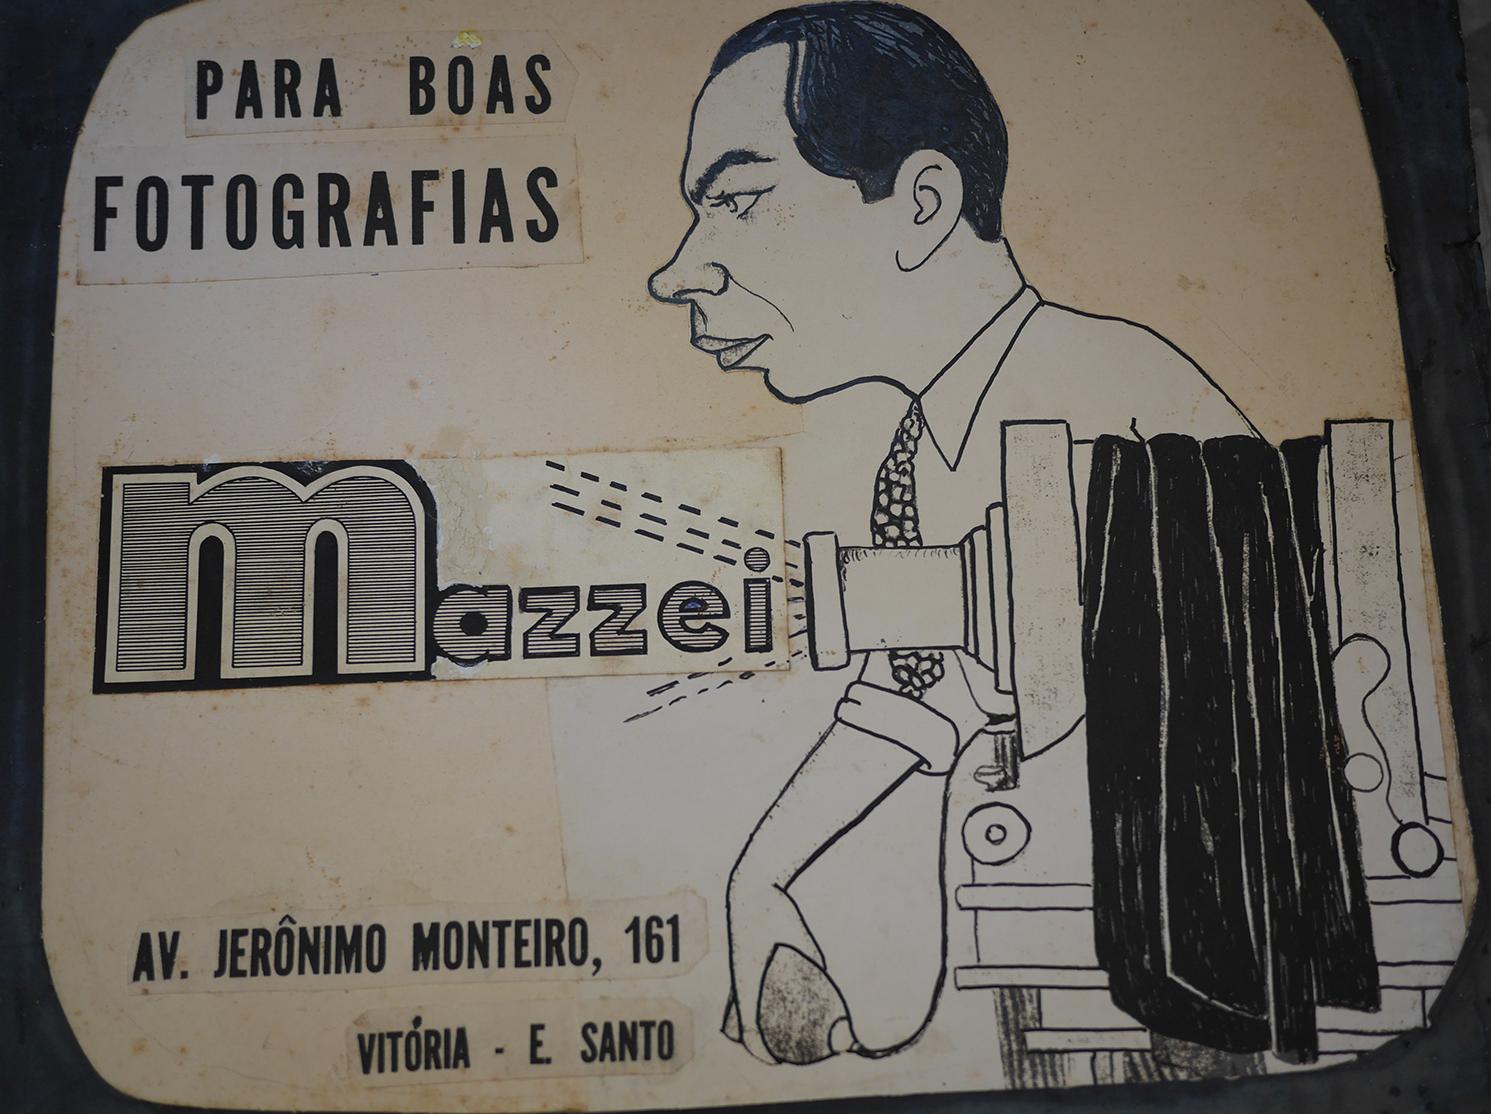 PARA BOAS
FOTOGRAFIAS
mazzei
AV. JERÔNIMO MONTEIRO, 161
VITÓRIA - E. SANTO